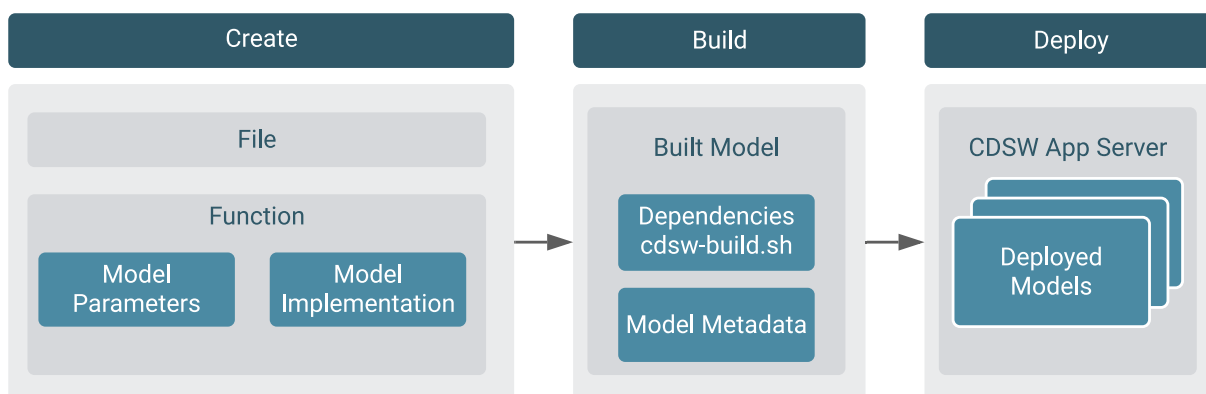 Create
Build
Deploy
File
Function
Model
Parameters
Model
Implementation
Built Model
Dependencies
cdsw-build.sh
Model Metadata
CDSW App Server
Deployed
Models